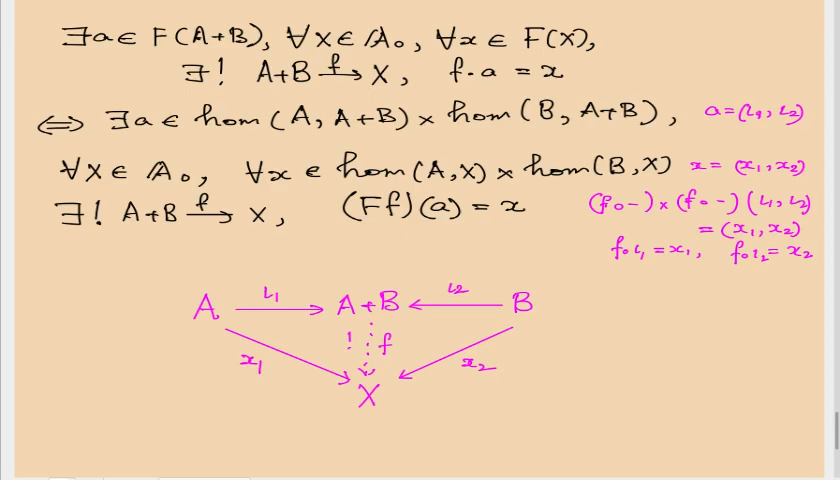 ∃a ∈ F(A+B), ∀X ∈ 𝔸₀, ∀x ∈ F(X),
∃! A+B –f→ X, f·a = x
⟺ ∃a ∈ hom(A, A+B) × hom(B, A+B), a = (ι₁, ι₂)
∀X ∈ 𝔸₀, ∀x ∈ hom(A,X) × hom(B,X) x = (x₁, x₂)
∃! A+B –f→ X, (Ff)(a) = x (f∘–) × (f∘–) (ι₁, ι₂)
= (x₁, x₂)
f∘ι₁ = x₁, f∘ι₂ = x₂
A ι₁ A+B ι₂ B
! f
x₁ x₂
X